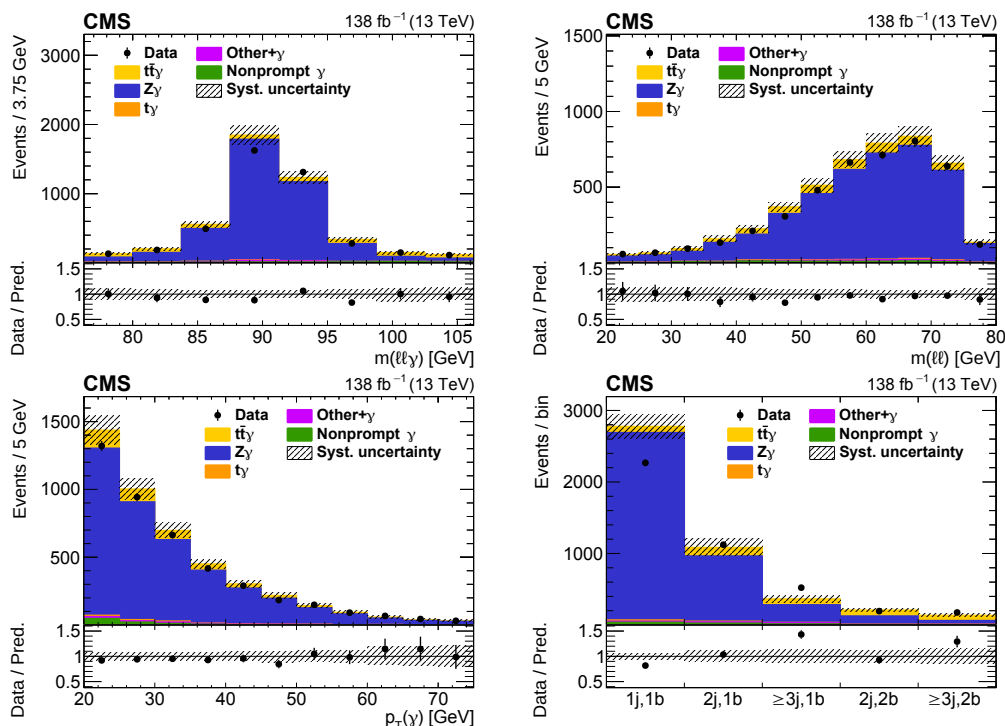 CMS 138 fb⁻¹ (13 TeV)
Events / 3.75 GeV
3000
2000
1000
Data
tt̄γ
Zγ
tγ
Other+γ
Nonprompt γ
Syst. uncertainty
Data / Pred.
1.5
1
0.5
80 85 90 95 100 105
m(ℓℓγ) [GeV]
CMS 138 fb⁻¹ (13 TeV)
Events / 5 GeV
1500
1000
500
Data
tt̄γ
Zγ
tγ
Other+γ
Nonprompt γ
Syst. uncertainty
Data / Pred.
1.5
1
0.5
20 30 40 50 60 70 80
m(ℓℓ) [GeV]
CMS 138 fb⁻¹ (13 TeV)
Events / 5 GeV
1500
1000
500
Data
tt̄γ
Zγ
tγ
Other+γ
Nonprompt γ
Syst. uncertainty
Data / Pred.
1.5
1
0.5
20 30 40 50 60 70
p_T(γ) [GeV]
CMS 138 fb⁻¹ (13 TeV)
Events / bin
3000
2000
1000
Data
tt̄γ
Zγ
tγ
Other+γ
Nonprompt γ
Syst. uncertainty
Data / Pred.
1.5
1
0.5
1j,1b 2j,1b ≥3j,1b 2j,2b ≥3j,2b